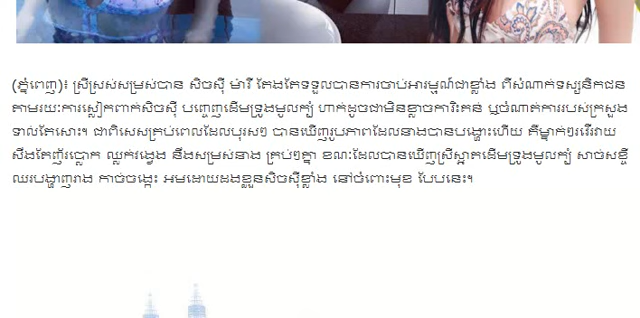 (ភ្នំពេញ)៖ ស្រីស្រស់សម្រស់បាន សិចស៊ី ម៉ារី តែងតែទទួលបានការចាប់អារម្មណ៍ជាខ្លាំង ពីសំណាក់ទស្សនិកជន
តាមរយៈការស្លៀកពាក់សិចស៊ី បញ្ចេញដើមទ្រូងមូលក្បំ ហាក់ដូចជាមិនខ្លាចការិះគន់ ឬចំណាត់ការរបស់ក្រសួង
ទាល់តែសោះ។ ជាពិសេសគ្រប់ពេលដែលបុរសៗ បានឃើញរូបភាពដែលនាងបានបង្ហោះហើយ គឺម្នាក់ៗរវើរវាយ
សឹងតែញ័រប្លោក ឈ្លក់វង្វេង នឹងសម្រស់នាង គ្រប់ៗគ្នា ខណៈដែលបានឃើញស្រីស្អាតដើមទ្រូងមូលក្បំ សាច់សខ្ចី
ឈរបង្ហាញរាង កាច់ចង្កេះ អមដោយដងខ្លួនសិចស៊ីខ្លាំង នៅចំពោះមុខ បែបនេះ។